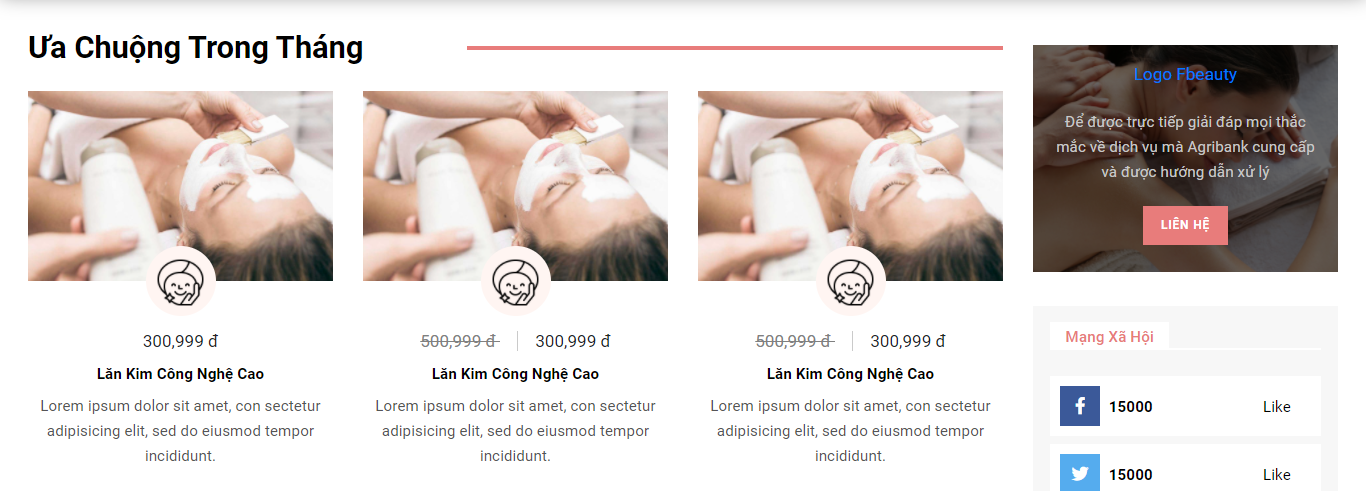 Ưa Chuộng Trong Tháng
300,999 đ
Lăn Kim Công Nghệ Cao
Lorem ipsum dolor sit amet, con sectetur
adipisicing elit, sed do eiusmod tempor
incididunt.
500,999 đ 300,999 đ
Lăn Kim Công Nghệ Cao
Lorem ipsum dolor sit amet, con sectetur
adipisicing elit, sed do eiusmod tempor
incididunt.
500,999 đ 300,999 đ
Lăn Kim Công Nghệ Cao
Lorem ipsum dolor sit amet, con sectetur
adipisicing elit, sed do eiusmod tempor
incididunt.
Logo Fbeauty
Để được trực tiếp giải đáp mọi thắc
mắc về dịch vụ mà Agribank cung cấp
và được hướng dẫn xử lý
LIÊN HỆ
Mạng Xã Hội
15000 Like
15000 Like